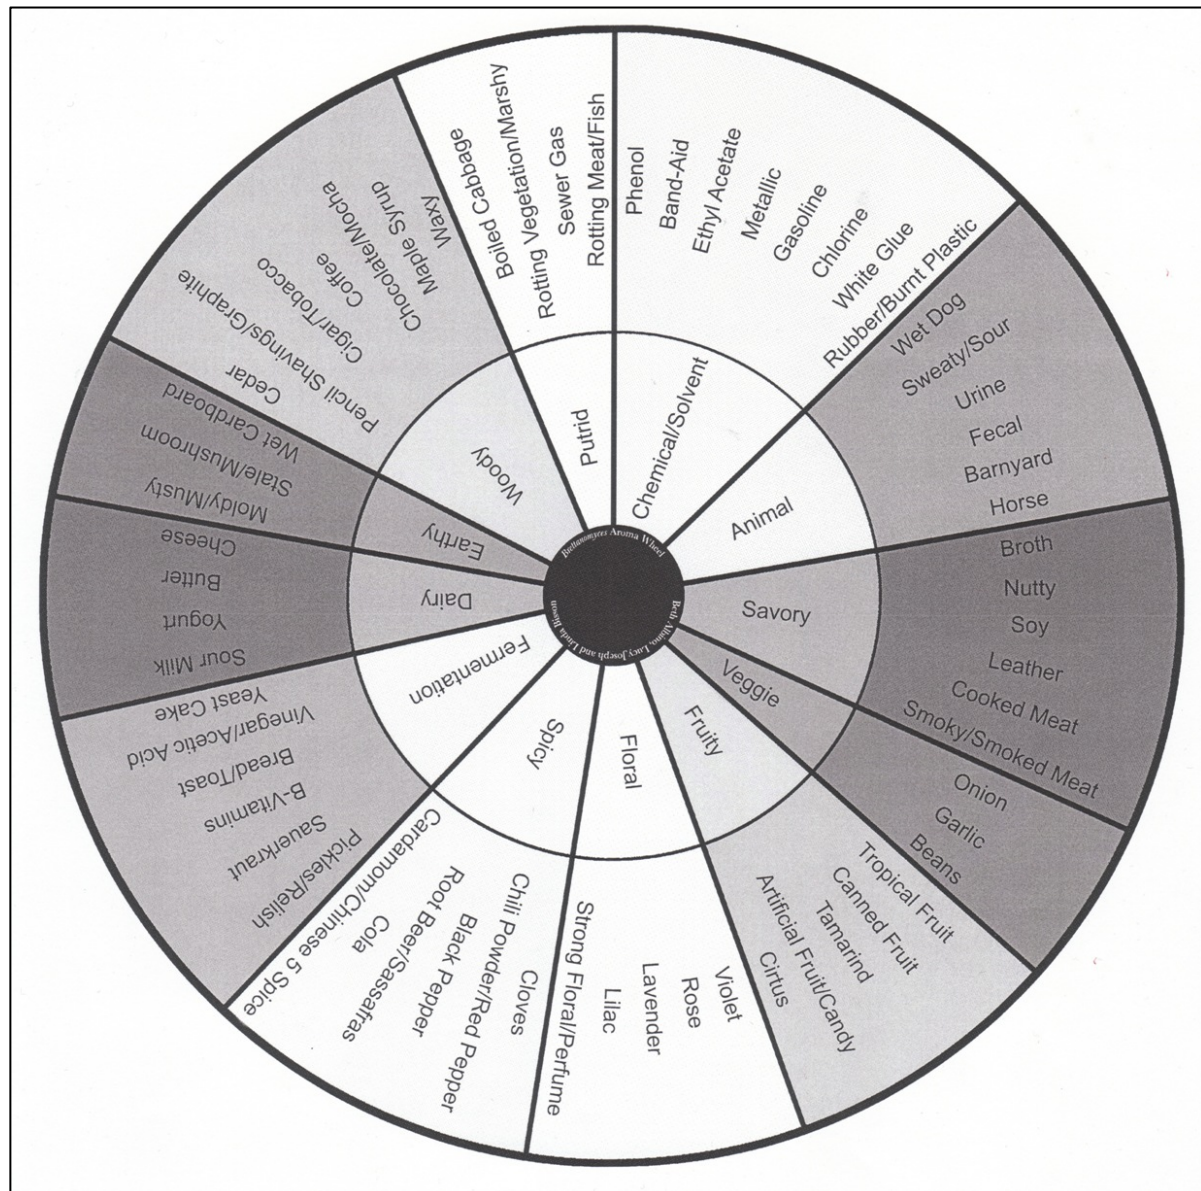 Brettanomyces Aroma Wheel
Beth Albino, Lucy Joseph and Linda Bisson
Chemical/Solvent
Phenol
Band-Aid
Ethyl Acetate
Metallic
Gasoline
Chlorine
White Glue
Rubber/Burnt Plastic
Animal
Wet Dog
Sweaty/Sour
Urine
Fecal
Barnyard
Horse
Savory
Broth
Nutty
Soy
Leather
Cooked Meat
Smoky/Smoked Meat
Veggie
Onion
Garlic
Beans
Fruity
Tropical Fruit
Canned Fruit
Tamarind
Artificial Fruit/Candy
Cirtus
Floral
Violet
Rose
Lavender
Lilac
Strong Floral/Perfume
Spicy
Cloves
Chili Powder/Red Pepper
Black Pepper
Root Beer/Sassafras
Cola
Cardamom/Chinese 5 Spice
Fermentation
Pickles/Relish
Sauerkraut
B-Vitamins
Bread/Toast
Vinegar/Acetic Acid
Yeast Cake
Dairy
Sour Milk
Yogurt
Butter
Cheese
Earthy
Moldy/Musty
Stale/Mushroom
Wet Cardboard
Woody
Cedar
Pencil Shavings/Graphite
Cigar/Tobacco
Coffee
Chocolate/Mocha
Maple Syrup
Waxy
Putrid
Boiled Cabbage
Rotting Vegetation/Marshy
Sewer Gas
Rotting Meat/Fish